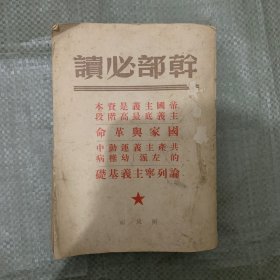 幹部必讀
帝國主義是資本
主義底最高階段
國家與革命
共產主義運動中
的「左派」幼稚病
論列寧主義基礎